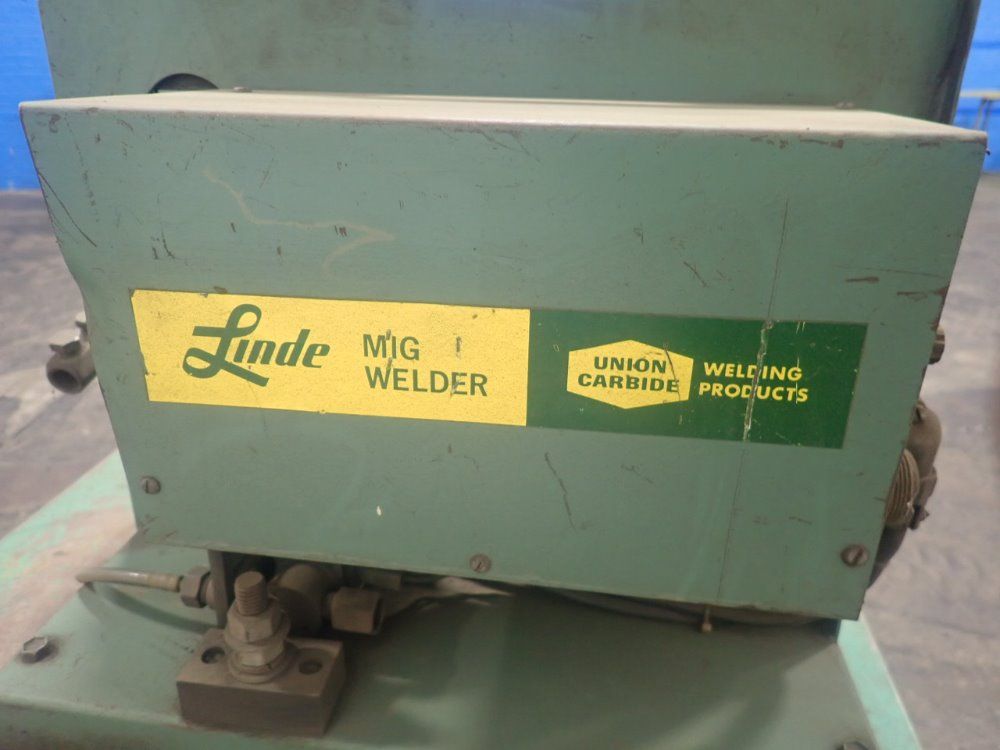 Linde
MIG
WELDER
UNION
CARBIDE
WELDING
PRODUCTS